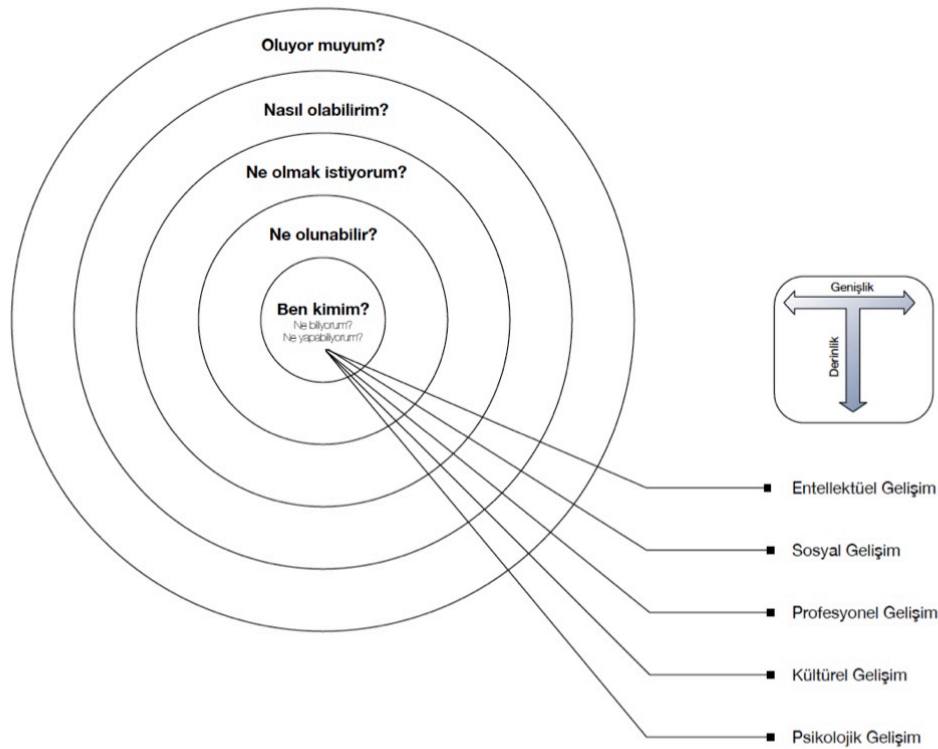 Oluyor muyum?
Nasıl olabilirim?
Ne olmak istiyorum?
Ne olunabilir?
Ben kimim?
Ne biliyorum?
Ne yapabiliyorum?
Genişlik
Derinlik
Entellektüel Gelişim
Sosyal Gelişim
Profesyonel Gelişim
Kültürel Gelişim
Psikolojik Gelişim